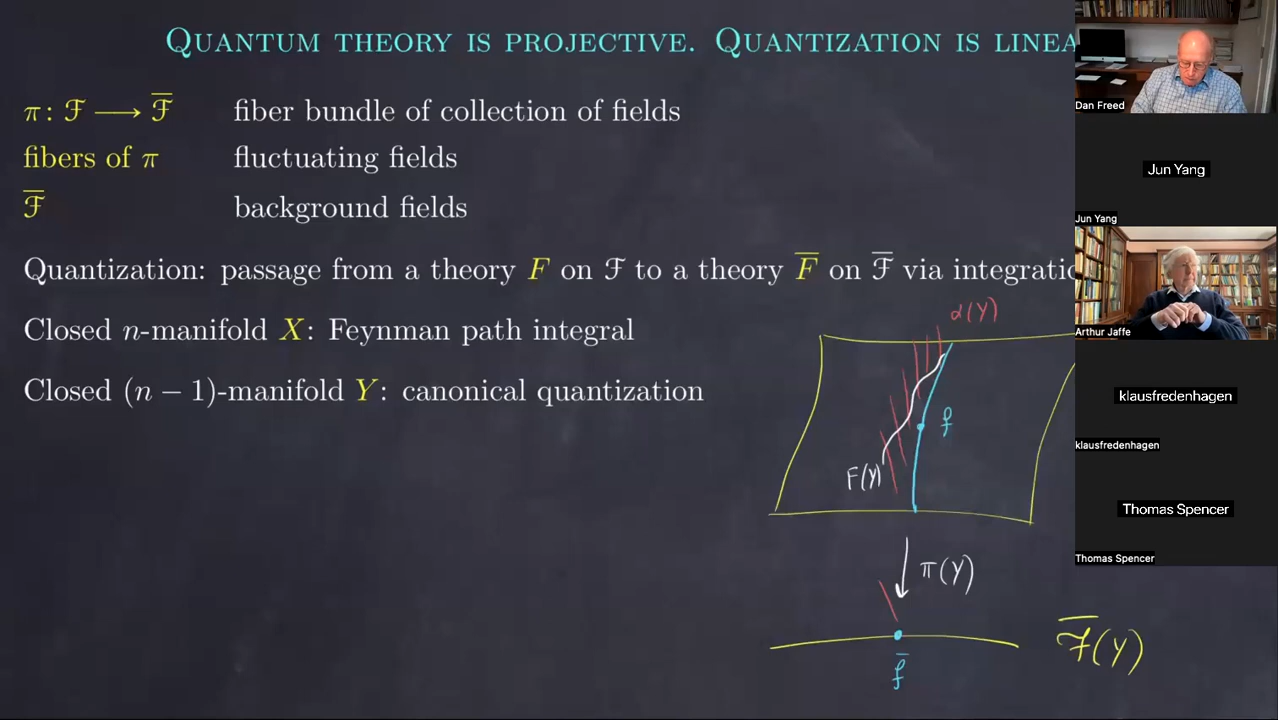 QUANTUM THEORY IS PROJECTIVE. QUANTIZATION IS LINEA
π: ℱ ⟶ ℱ̅ fiber bundle of collection of fields
fibers of π fluctuating fields
ℱ̅ background fields
Quantization: passage from a theory F on ℱ to a theory F̅ on ℱ̅ via integratio
Closed n-manifold X: Feynman path integral
Closed (n − 1)-manifold Y: canonical quantization
α(Y)
f
F(Y)
π(Y)
f̅
ℱ̅(Y)
Dan Freed
Jun Yang
Jun Yang
Arthur Jaffe
klausfredenhagen
klausfredenhagen
Thomas Spencer
Thomas Spencer